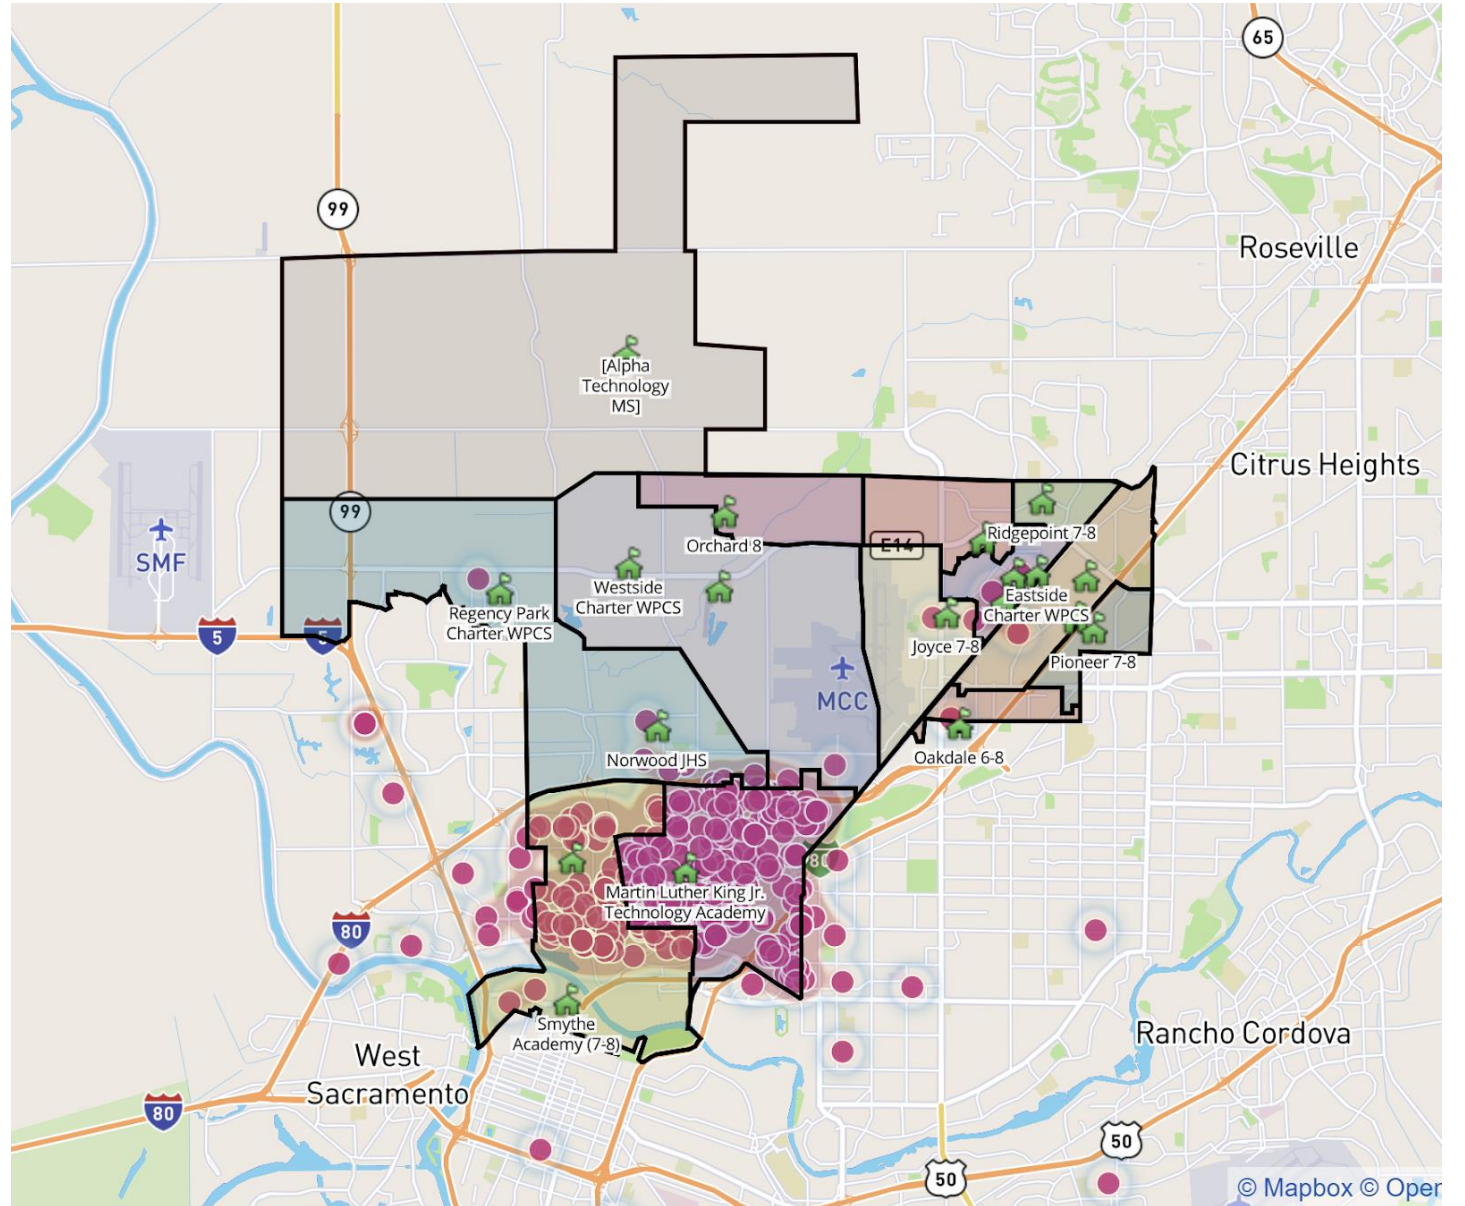 65
99
Roseville
[Alpha
Technology
MS]
Citrus Heights
99
SMF
Orchard 8
E14
Ridgepoint 7-8
Westside
Charter WPCS
Eastside
Charter WPCS
Regency Park
Charter WPCS
5
5
Joyce 7-8
Pioneer 7-8
MCC
Norwood JHS
Oakdale 6-8
80
Martin Luther King Jr.
Technology Academy
80
Smythe
Academy (7-8)
West
Sacramento
Rancho Cordova
80
50
50
© Mapbox © Oper